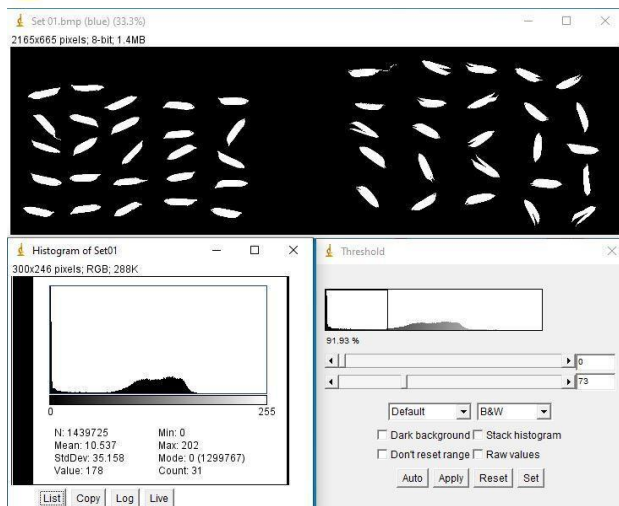 Set 01.bmp (blue) (33.3%)
2165x665 pixels; 8-bit; 1.4MB
Histogram of Set01
300x246 pixels; RGB; 288K
0 255
N: 1439725 Min: 0
Mean: 10.537 Max: 202
StdDev: 35.158 Mode: 0 (1299767)
Value: 178 Count: 31
List Copy Log Live
Threshold
91.93 %
0
73
Default B&W
Dark background Stack histogram
Don't reset range Raw values
Auto Apply Reset Set